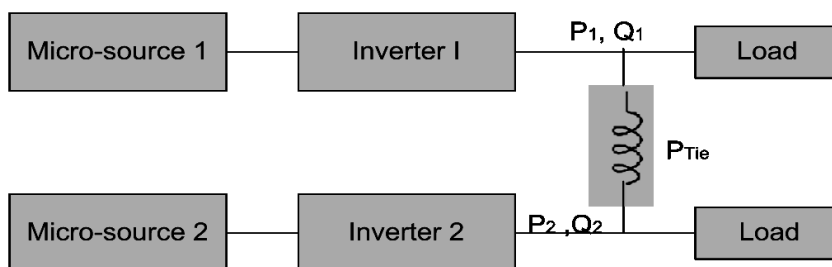 Micro-source 1
Inverter I
P1, Q1
Load
PTie
Micro-source 2
Inverter 2
P2 ,Q2
Load